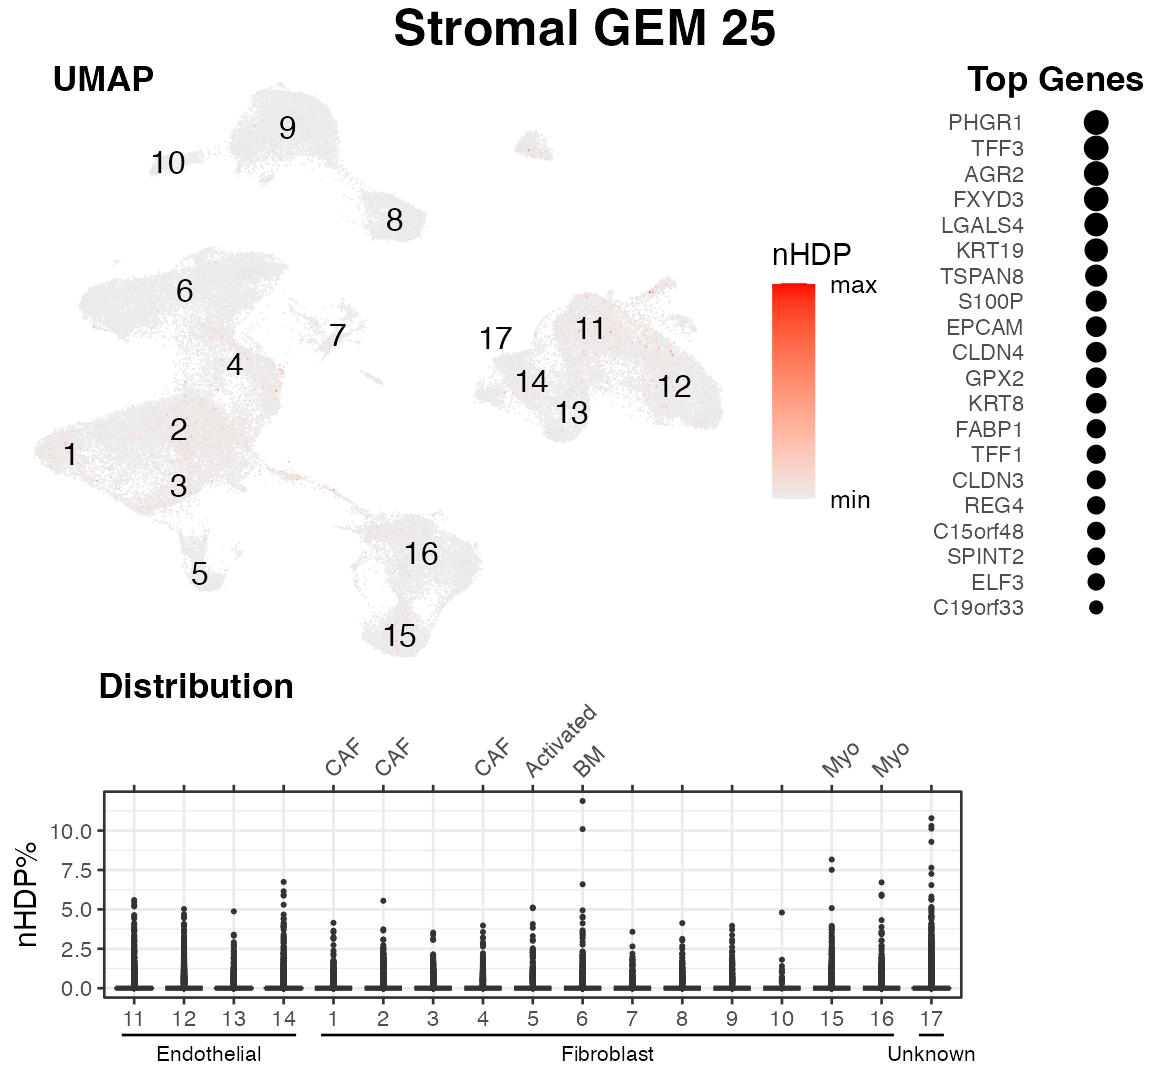 Stromal GEM 25
UMAP
9
10
8
6
7
4
2
1
3
5
16
15
17
11
14
12
13
nHDP
max
min
Top Genes
PHGR1
TFF3
AGR2
FXYD3
LGALS4
KRT19
TSPAN8
S100P
EPCAM
CLDN4
GPX2
KRT8
FABP1
TFF1
CLDN3
REG4
C15orf48
SPINT2
ELF3
C19orf33
Distribution
CAF CAF CAF Activated BM Myo Myo
nHDP%
10.0
7.5
5.0
2.5
0.0
11 12 13 14 1 2 3 4 5 6 7 8 9 10 15 16 17
Endothelial Fibroblast Unknown